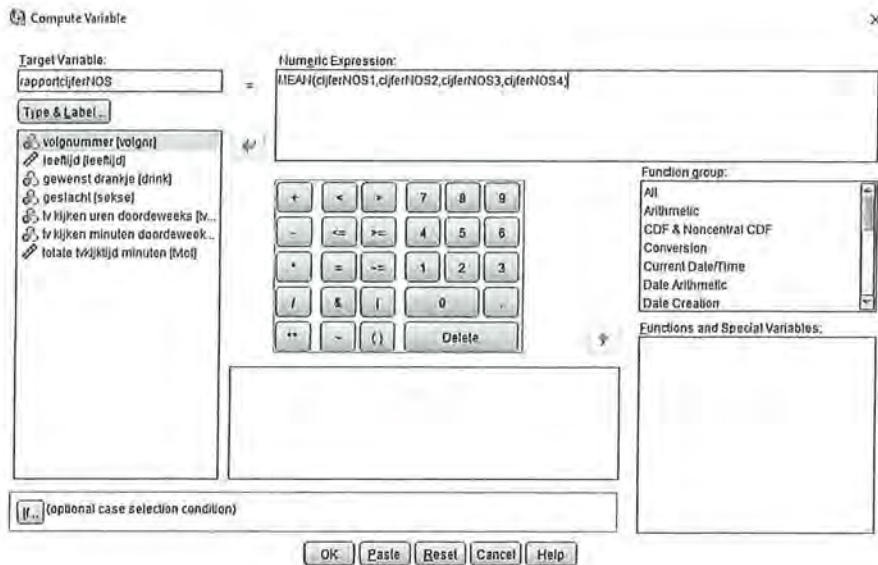 Compute Variable
Target Variable:
rapportcijferNOS
=
Numeric Expression:
MEAN(cijferNOS1,cijferNOS2,cijferNOS3,cijferNOS4)
Type & Label...
volgnummer [volgnr]
leeftijd [leeftijd]
gewenst drankje [drink]
geslacht [sekse]
tv kijken uren doordeweeks [tv...
tv kijken minuten doordeweek...
totale tvkijktijd minuten [tvtot]
+ < > 7 8 9
- <= >= 4 5 6
* = ~= 1 2 3
/ & | 0 .
** ~ ( ) Delete
Function group:
All
Arithmetic
CDF & Noncentral CDF
Conversion
Current Date/Time
Date Arithmetic
Date Creation
Functions and Special Variables:
If... (optional case selection condition)
OK Paste Reset Cancel Help